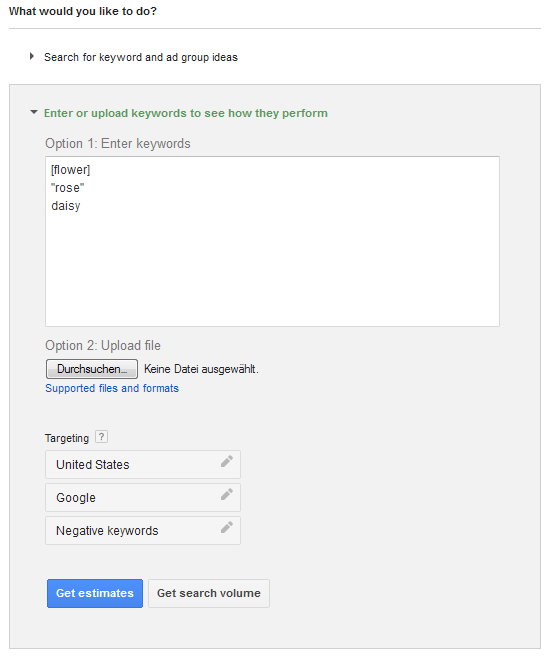 What would you like to do?
Search for keyword and ad group ideas
Enter or upload keywords to see how they perform
Option 1: Enter keywords
[flower]
"rose"
daisy
Option 2: Upload file
Durchsuchen... Keine Datei ausgewählt.
Supported files and formats
Targeting ?
United States
Google
Negative keywords
Get estimates Get search volume